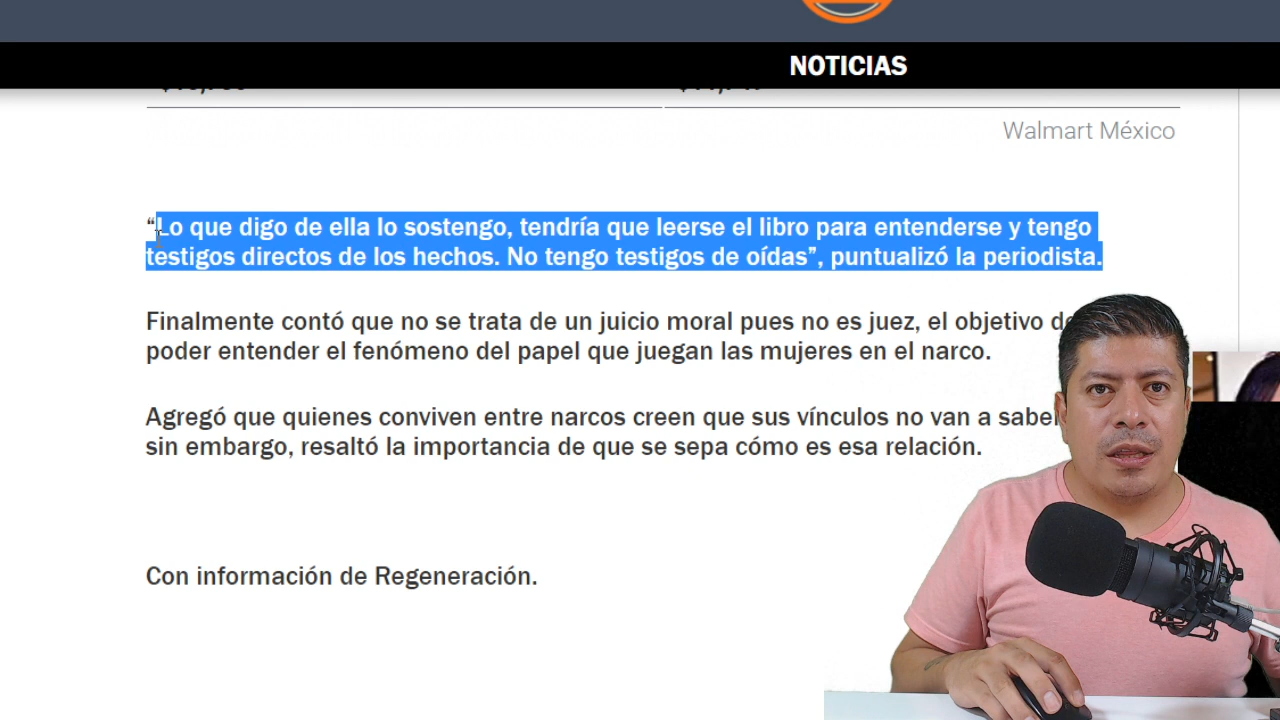 NOTICIAS
Walmart México
“Lo que digo de ella lo sostengo, tendría que leerse el libro para entenderse y tengo
testigos directos de los hechos. No tengo testigos de oídas”, puntualizó la periodista.
Finalmente contó que no se trata de un juicio moral pues no es juez, el objetivo
poder entender el fenómeno del papel que juegan las mujeres en el narco.
Agregó que quienes conviven entre narcos creen que sus vínculos no van a
sin embargo, resaltó la importancia de que se sepa cómo es esa relación.
Con información de Regeneración.